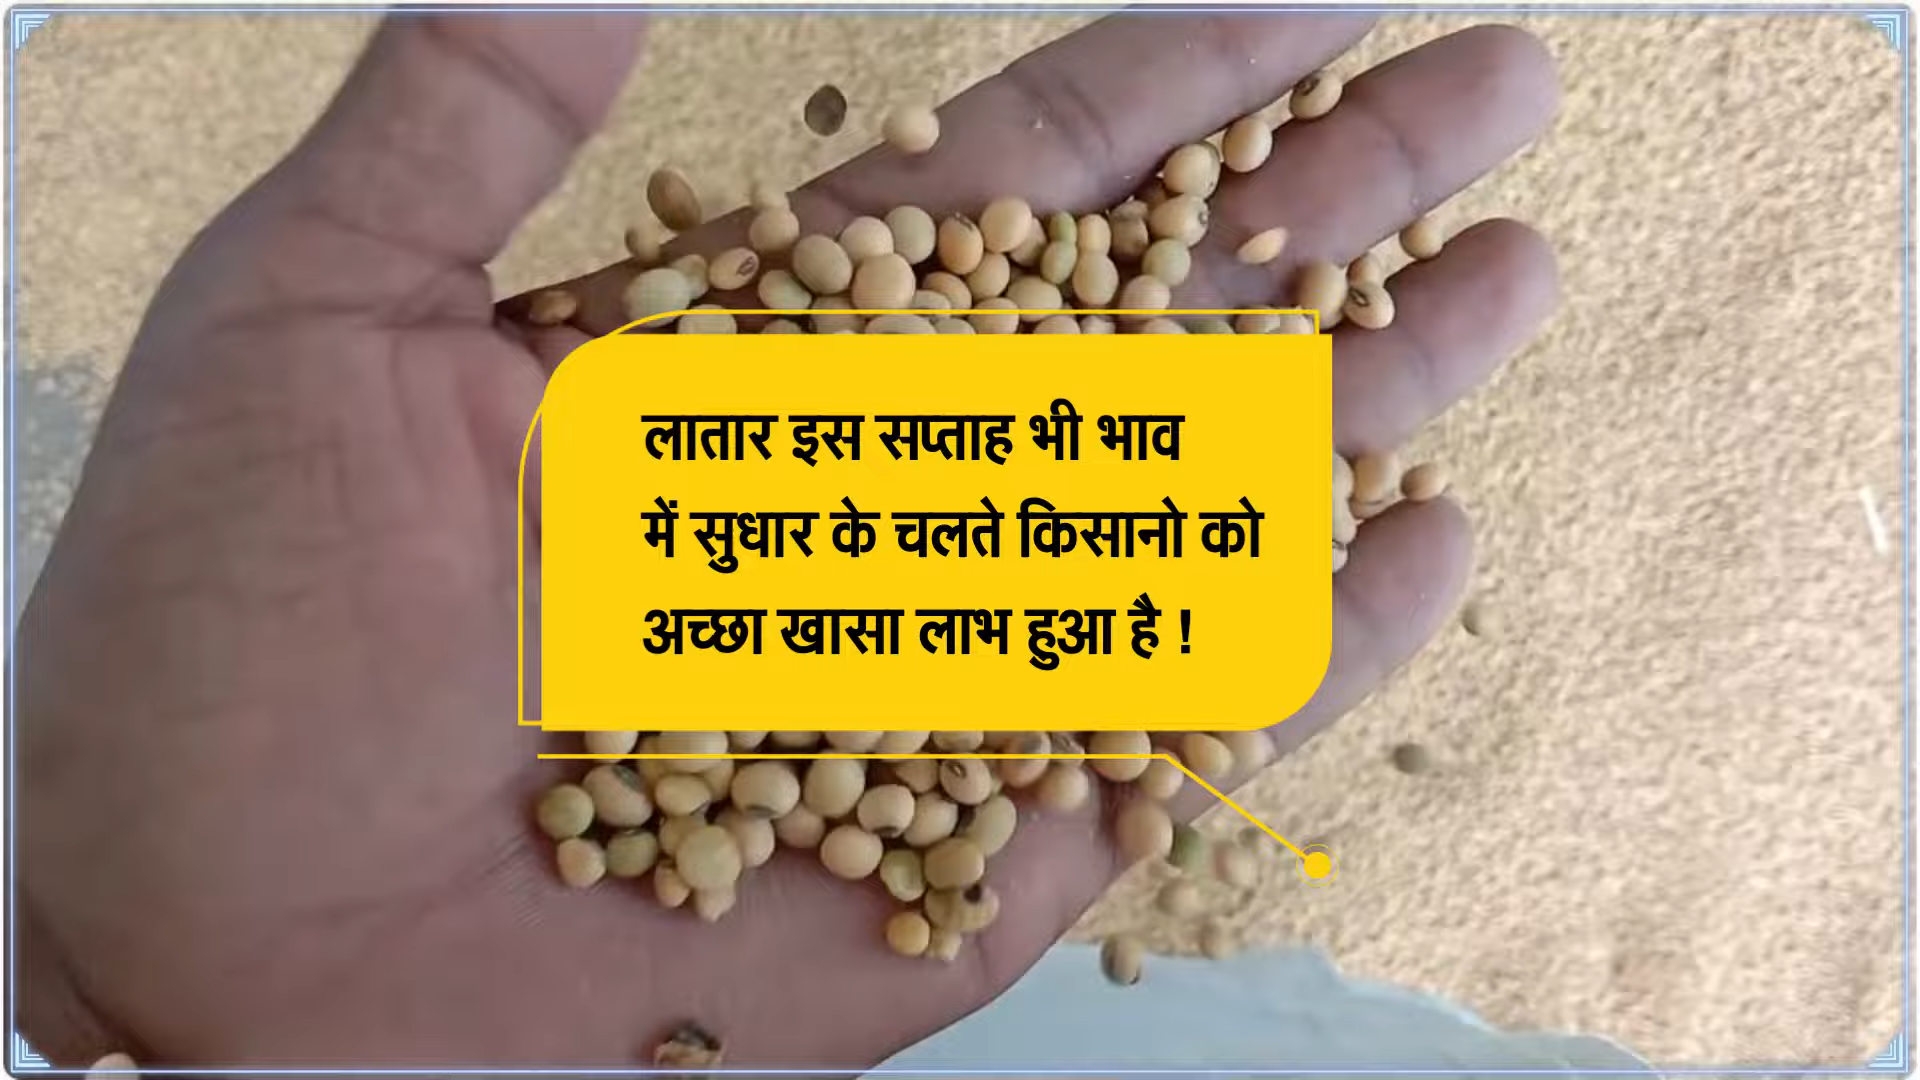 लातार इस सप्ताह भी भाव
में सुधार के चलते किसानो को
अच्छा खासा लाभ हुआ है !